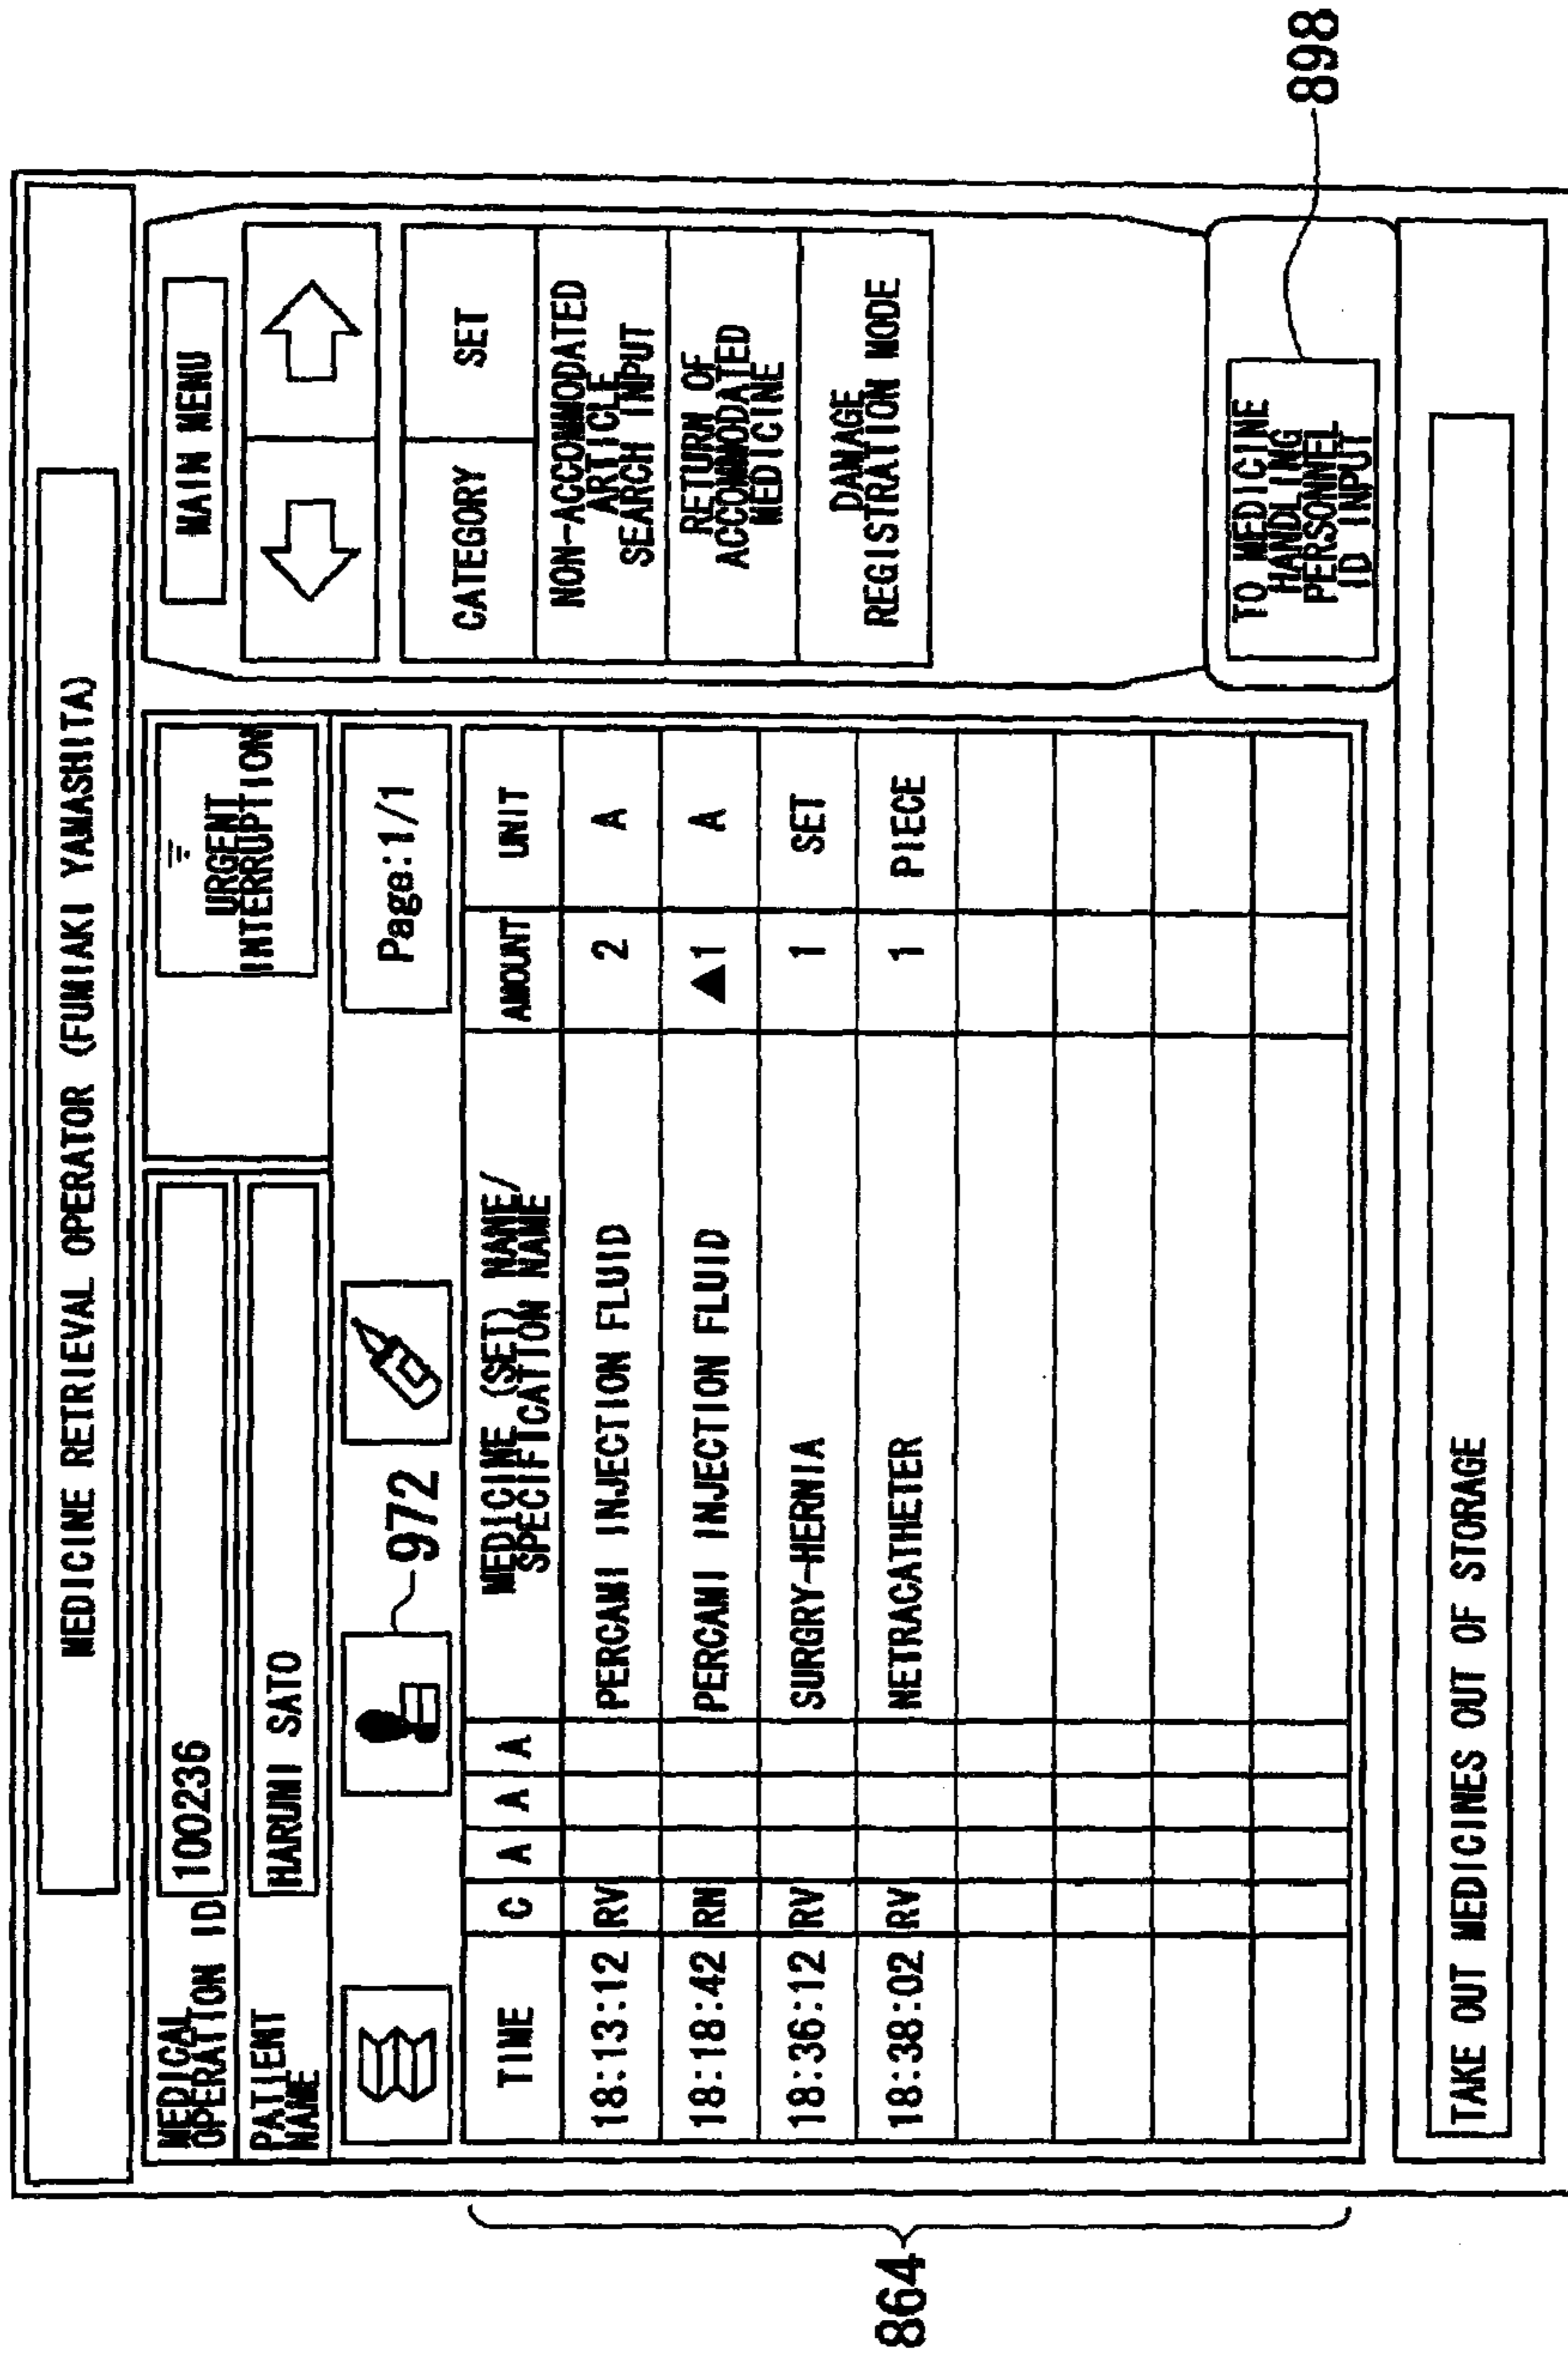 MEDICINE RETRIEVAL OPERATOR (FUMIAKI YAMASHITA)
MEDICAL
OPERATION ID
100236
PATIENT
NAME
HARUMI SATO
URGENT
INTERRUPTION
MAIN MENU
972
Page:1/1
TIME C A A A MEDICINE (SET) NAME/
SPECIFICATION NAME
AMOUNT UNIT
18:13:12 RV PERCAMI INJECTION FLUID 2 A
18:18:42 RN PERCAMI INJECTION FLUID ▲1 A
18:36:12 RV SURGRY-HERNIA 1 SET
18:38:02 RV NETRACATHETER 1 PIECE
864
CATEGORY SET
NON-ACCOMMODATED
ARTICLE
SEARCH INPUT
RETURN OF
ACCOMMODATED
MEDICINE
DAMAGE
REGISTRATION MODE
TO MEDICINE
HANDLING
PERSONNEL
ID INPUT
898
TAKE OUT MEDICINES OUT OF STORAGE